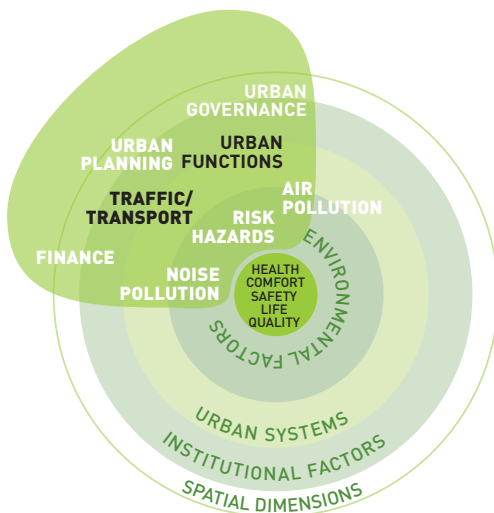 URBAN
GOVERNANCE
URBAN
PLANNING
URBAN
FUNCTIONS
TRAFFIC/
TRANSPORT
AIR
POLLUTION
RISK
HAZARDS
FINANCE
NOISE
POLLUTION
HEALTH
COMFORT
SAFETY
LIFE
QUALITY
ENVIRONMENTAL FACTORS
URBAN SYSTEMS
INSTITUTIONAL FACTORS
SPATIAL DIMENSIONS